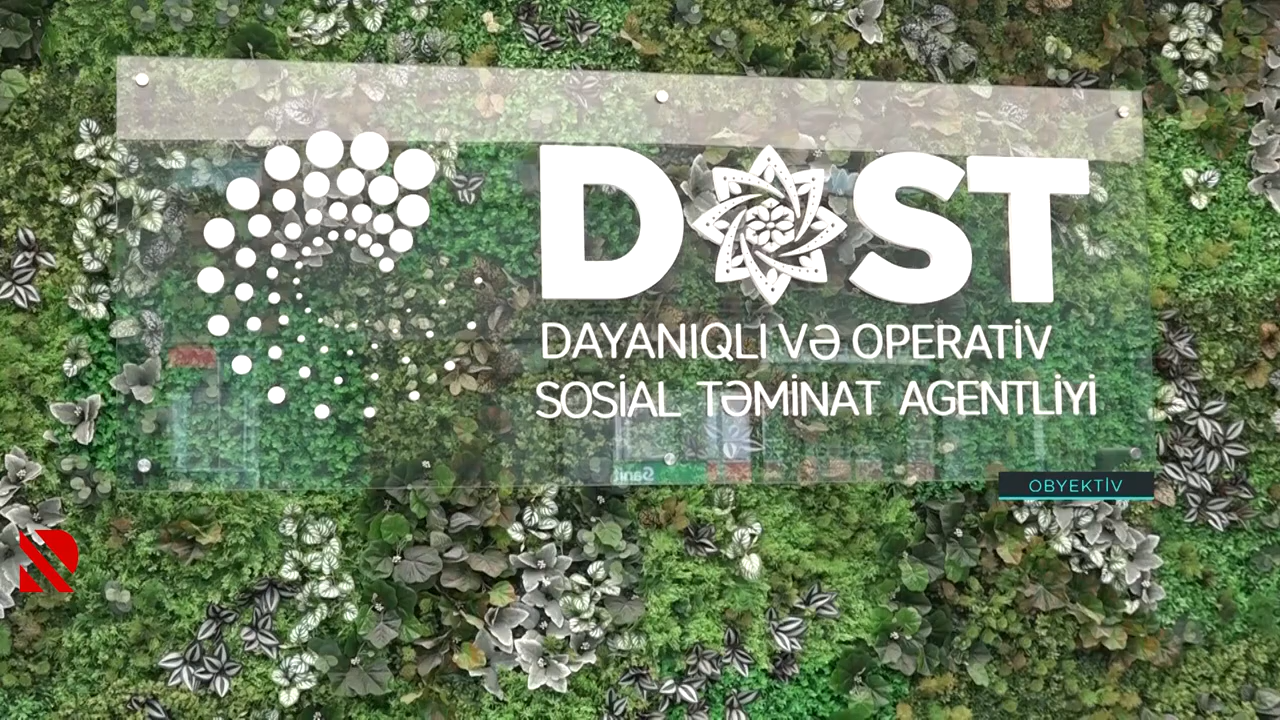 DOST
DAYANIQLI VƏ OPERATİV
SOSİAL TƏMİNAT AGENTLİYİ
OBYEKTİV